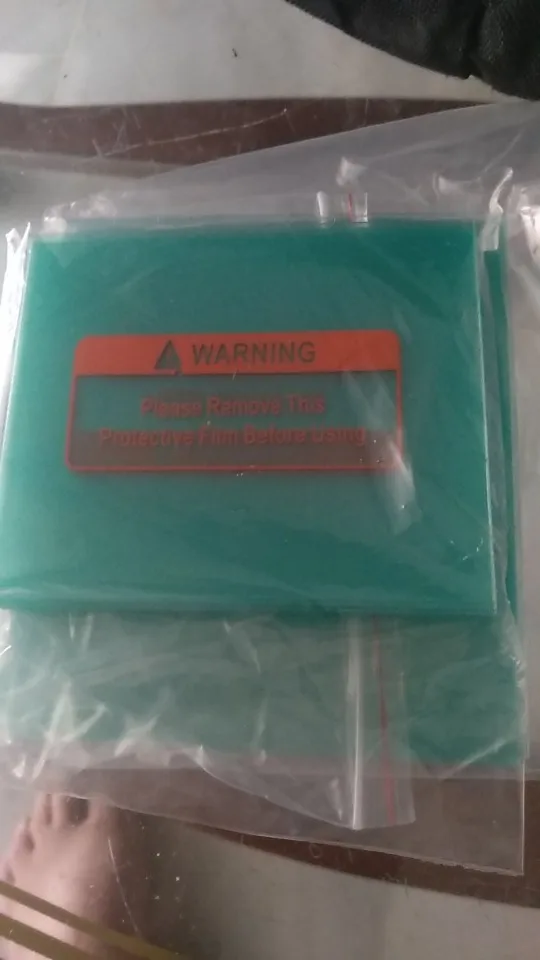 WARNING
Please Remove This
Protective Film Before Using